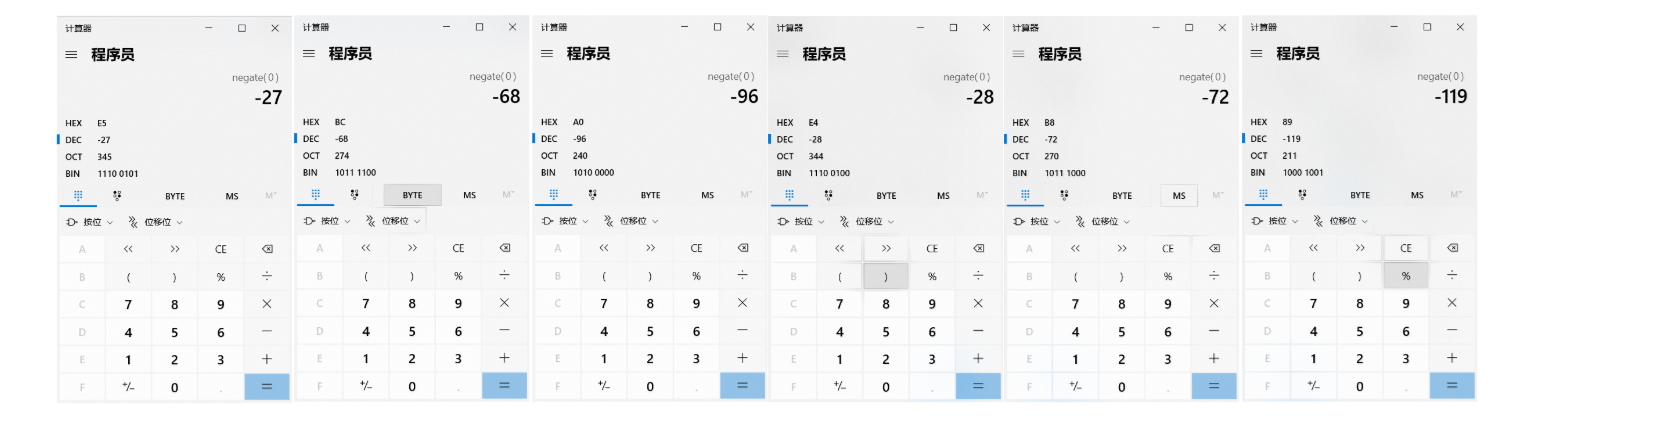 计算器
程序员
negate( 0 )
-27
HEX E5
DEC -27
OCT 345
BIN 1110 0101
BYTE MS M˅
按位 位移位
A << >> CE
B ( ) % ÷
C 7 8 9 ×
D 4 5 6 −
E 1 2 3 +
F +/− 0 . =
计算器
程序员
negate( 0 )
-68
HEX BC
DEC -68
OCT 274
BIN 1011 1100
BYTE MS M˅
按位 位移位
A << >> CE
B ( ) % ÷
C 7 8 9 ×
D 4 5 6 −
E 1 2 3 +
F +/− 0 . =
计算器
程序员
negate( 0 )
-96
HEX A0
DEC -96
OCT 240
BIN 1010 0000
BYTE MS M˅
按位 位移位
A << >> CE
B ( ) % ÷
C 7 8 9 ×
D 4 5 6 −
E 1 2 3 +
F +/− 0 . =
计算器
程序员
negate( 0 )
-28
HEX E4
DEC -28
OCT 344
BIN 1110 0100
BYTE MS M˅
按位 位移位
A << >> CE
B ( ) % ÷
C 7 8 9 ×
D 4 5 6 −
E 1 2 3 +
F +/− 0 . =
计算器
程序员
negate( 0 )
-72
HEX B8
DEC -72
OCT 270
BIN 1011 1000
BYTE MS M˅
按位 位移位
A << >> CE
B ( ) % ÷
C 7 8 9 ×
D 4 5 6 −
E 1 2 3 +
F +/− 0 . =
计算器
程序员
negate( 0 )
-119
HEX 89
DEC -119
OCT 211
BIN 1000 1001
BYTE MS M˅
按位 位移位
A << >> CE
B ( ) % ÷
C 7 8 9 ×
D 4 5 6 −
E 1 2 3 +
F +/− 0 . =